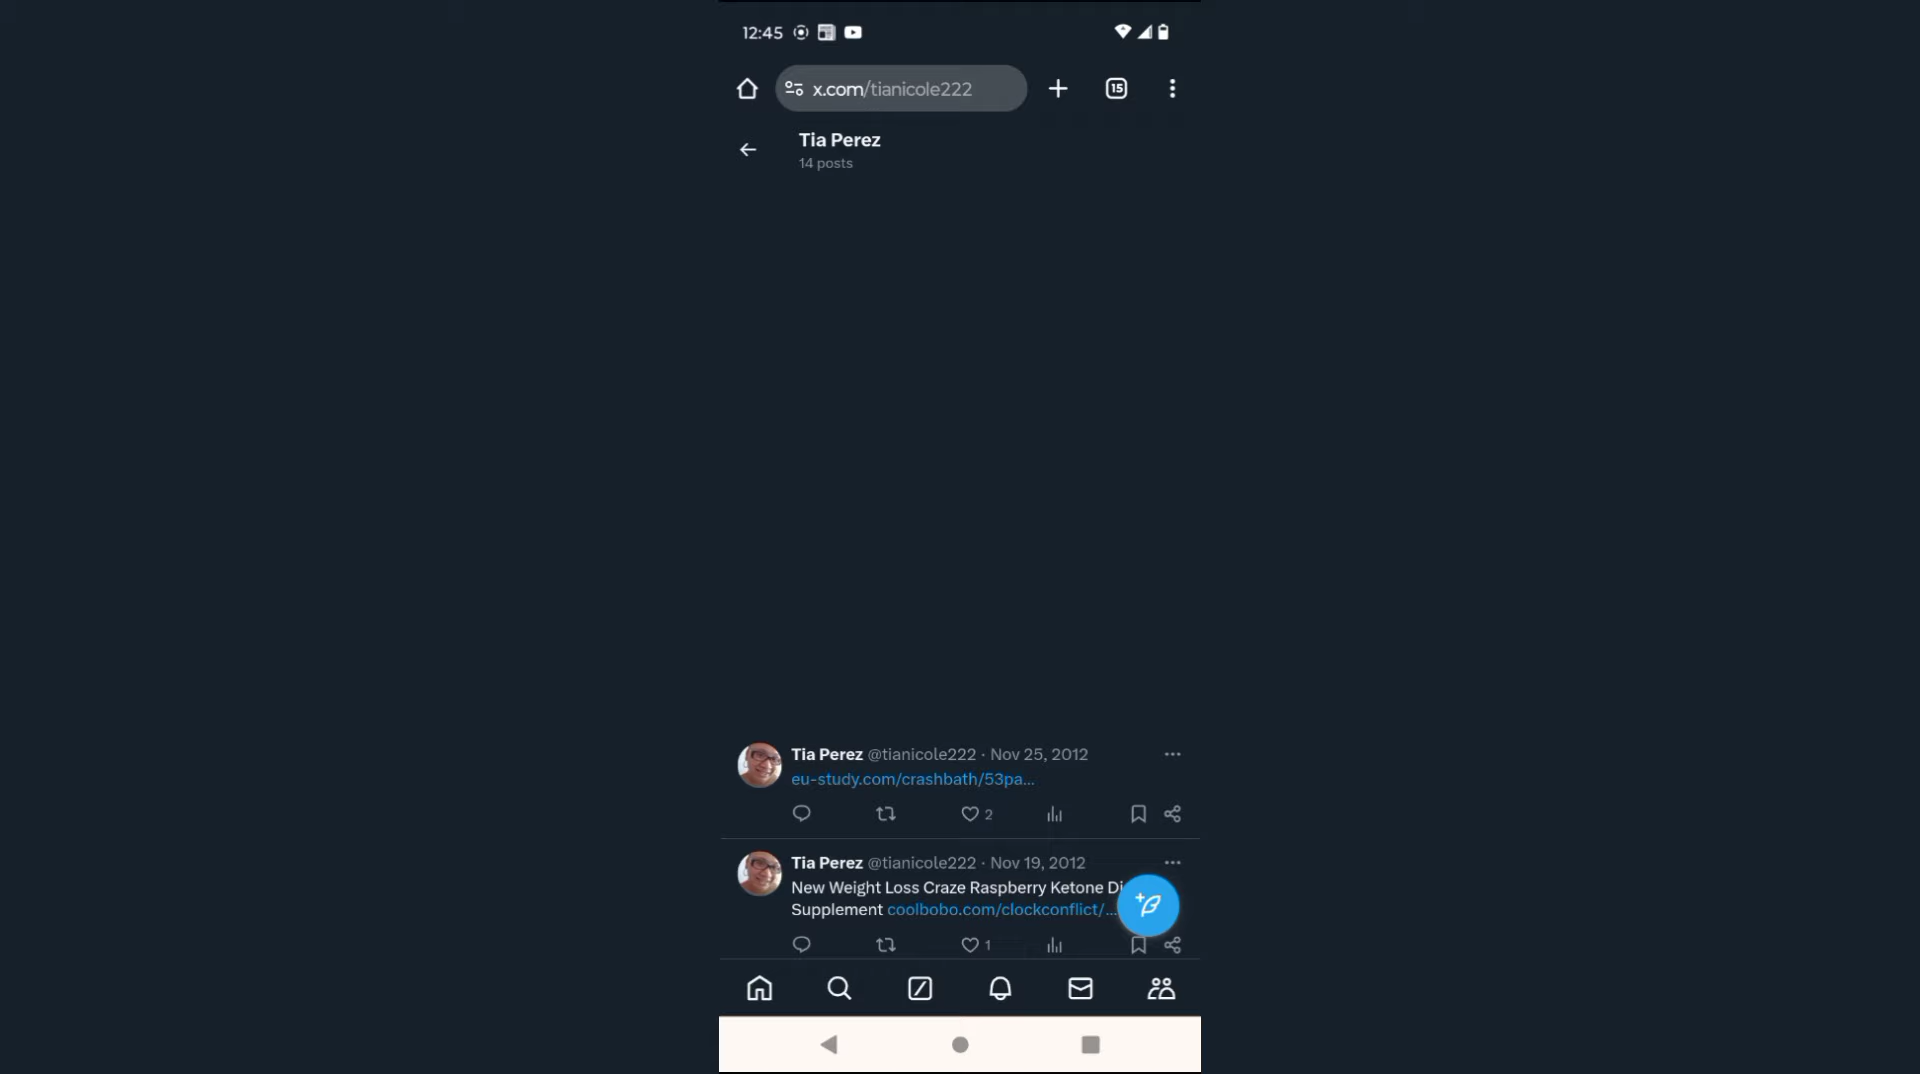 12:45
x.com/tianicole222
15
Tia Perez
14 posts
Tia Perez @tianicole222 · Nov 25, 2012
eu-study.com/crashbath/53pa...
2
Tia Perez @tianicole222 · Nov 19, 2012
New Weight Loss Craze Raspberry Ketone
Supplement coolbobo.com/clockconflict/...
1